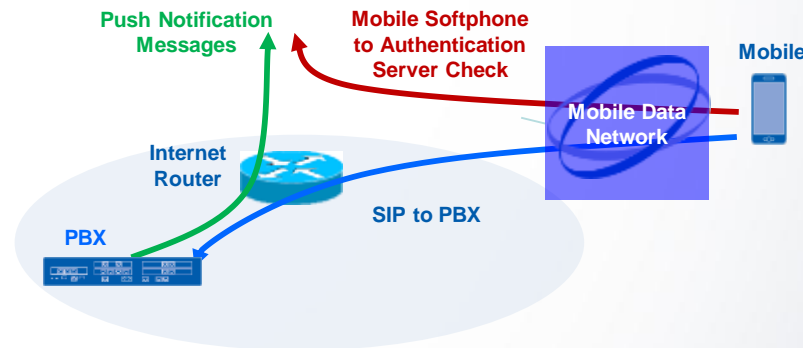 Push Notification
Messages
Mobile Softphone
to Authentication
Server Check
Mobile
Mobile Data
Network
Internet
Router
SIP to PBX
PBX